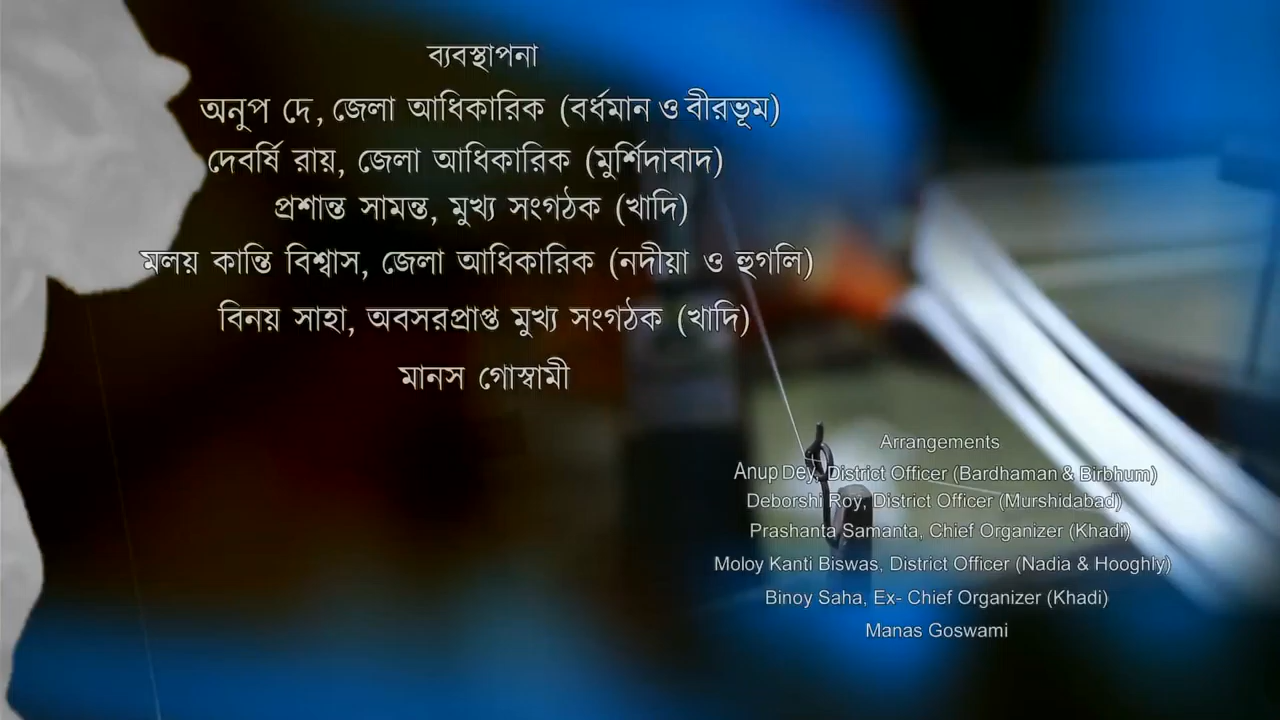 ব্যবস্থাপনা
অনুপ দে, জেলা আধিকারিক (বর্ধমান ও বীরভূম)
দেবর্ষি রায়, জেলা আধিকারিক (মুর্শিদাবাদ)
প্রশান্ত সামন্ত, মুখ্য সংগঠক (খাদি)
মলয় কান্তি বিশ্বাস, জেলা আধিকারিক (নদীয়া ও হুগলি)
বিনয় সাহা, অবসরপ্রাপ্ত মুখ্য সংগঠক (খাদি)
মানস গোস্বামী
Arrangements
Anup Dey, District Officer (Bardhaman & Birbhum)
Deborshi Roy, District Officer (Murshidabad)
Prashanta Samanta, Chief Organizer (Khadi)
Moloy Kanti Biswas, District Officer (Nadia & Hooghly)
Binoy Saha, Ex- Chief Organizer (Khadi)
Manas Goswami